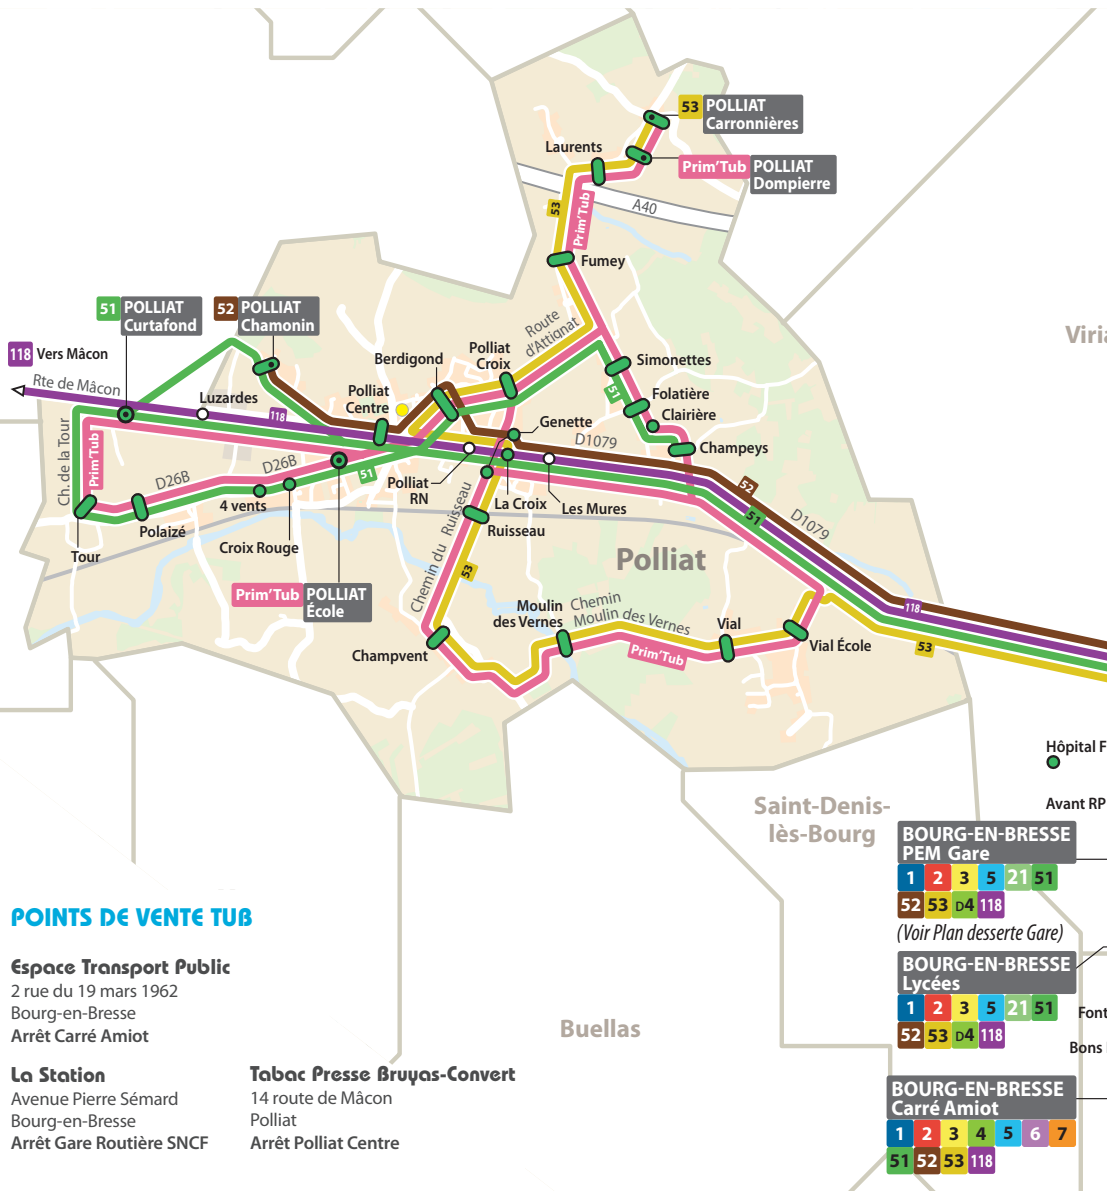 53 POLLIAT
Carronnières
Laurents
Prim'Tub POLLIAT
Dompierre
53
Prim'Tub
A40
Fumey
51 POLLIAT
Curtafond
52 POLLIAT
Chamonin
Route
d'Attignat
118 Vers Mâcon
Rte de Mâcon
Berdigond
Polliat
Croix
Simonettes
Luzardes
Polliat
Centre
51
Folatière
Clairière
118
Genette
D1079
Champeys
Ch. de la Tour
Prim'Tub
D26B
D26B
51
Polliat
RN
La Croix
Les Mures
52
51
D1079
4 vents
Polaizé
Croix Rouge
Tour
Chemin du Ruisseau
Ruisseau
Polliat
Prim'Tub POLLIAT
École
53
Moulin
des Vernes
Chemin
Moulin des Vernes
Vial
118
Champvent
Prim'Tub
Vial École
53
Hôpital F
Avant RP
Saint-Denis-
lès-Bourg
BOURG-EN-BRESSE
PEM Gare
1 2 3 5 21 51
52 53 D4 118
(Voir Plan desserte Gare)
BOURG-EN-BRESSE
Lycées
1 2 3 5 21 51
52 53 D4 118
Font
Bons
Buellas
BOURG-EN-BRESSE
Carré Amiot
1 2 3 4 5 6 7
51 52 53 118
POINTS DE VENTE TUB
Espace Transport Public
2 rue du 19 mars 1962
Bourg-en-Bresse
Arrêt Carré Amiot
La Station
Avenue Pierre Sémard
Bourg-en-Bresse
Arrêt Gare Routière SNCF
Tabac Presse Bruyas-Convert
14 route de Mâcon
Polliat
Arrêt Polliat Centre
Viria